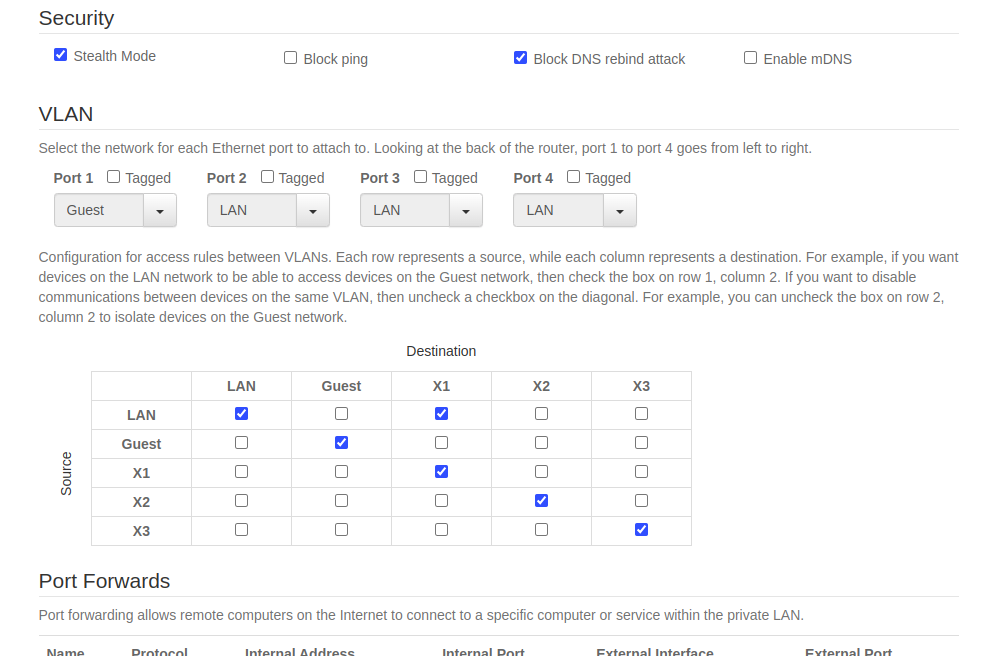 Security
Stealth Mode Block ping Block DNS rebind attack Enable mDNS
VLAN
Select the network for each Ethernet port to attach to. Looking at the back of the router, port 1 to port 4 goes from left to right.
Port 1 Tagged Port 2 Tagged Port 3 Tagged Port 4 Tagged
Guest LAN LAN LAN
Configuration for access rules between VLANs. Each row represents a source, while each column represents a destination. For example, if you want
devices on the LAN network to be able to access devices on the Guest network, then check the box on row 1, column 2. If you want to disable
communications between devices on the same VLAN, then uncheck a checkbox on the diagonal. For example, you can uncheck the box on row 2,
column 2 to isolate devices on the Guest network.
Destination
LAN Guest X1 X2 X3
LAN
Guest
Source
X1
X2
X3
Port Forwards
Port forwarding allows remote computers on the Internet to connect to a specific computer or service within the private LAN.
Name Protocol Internal Address Internal Port External Interface External Port